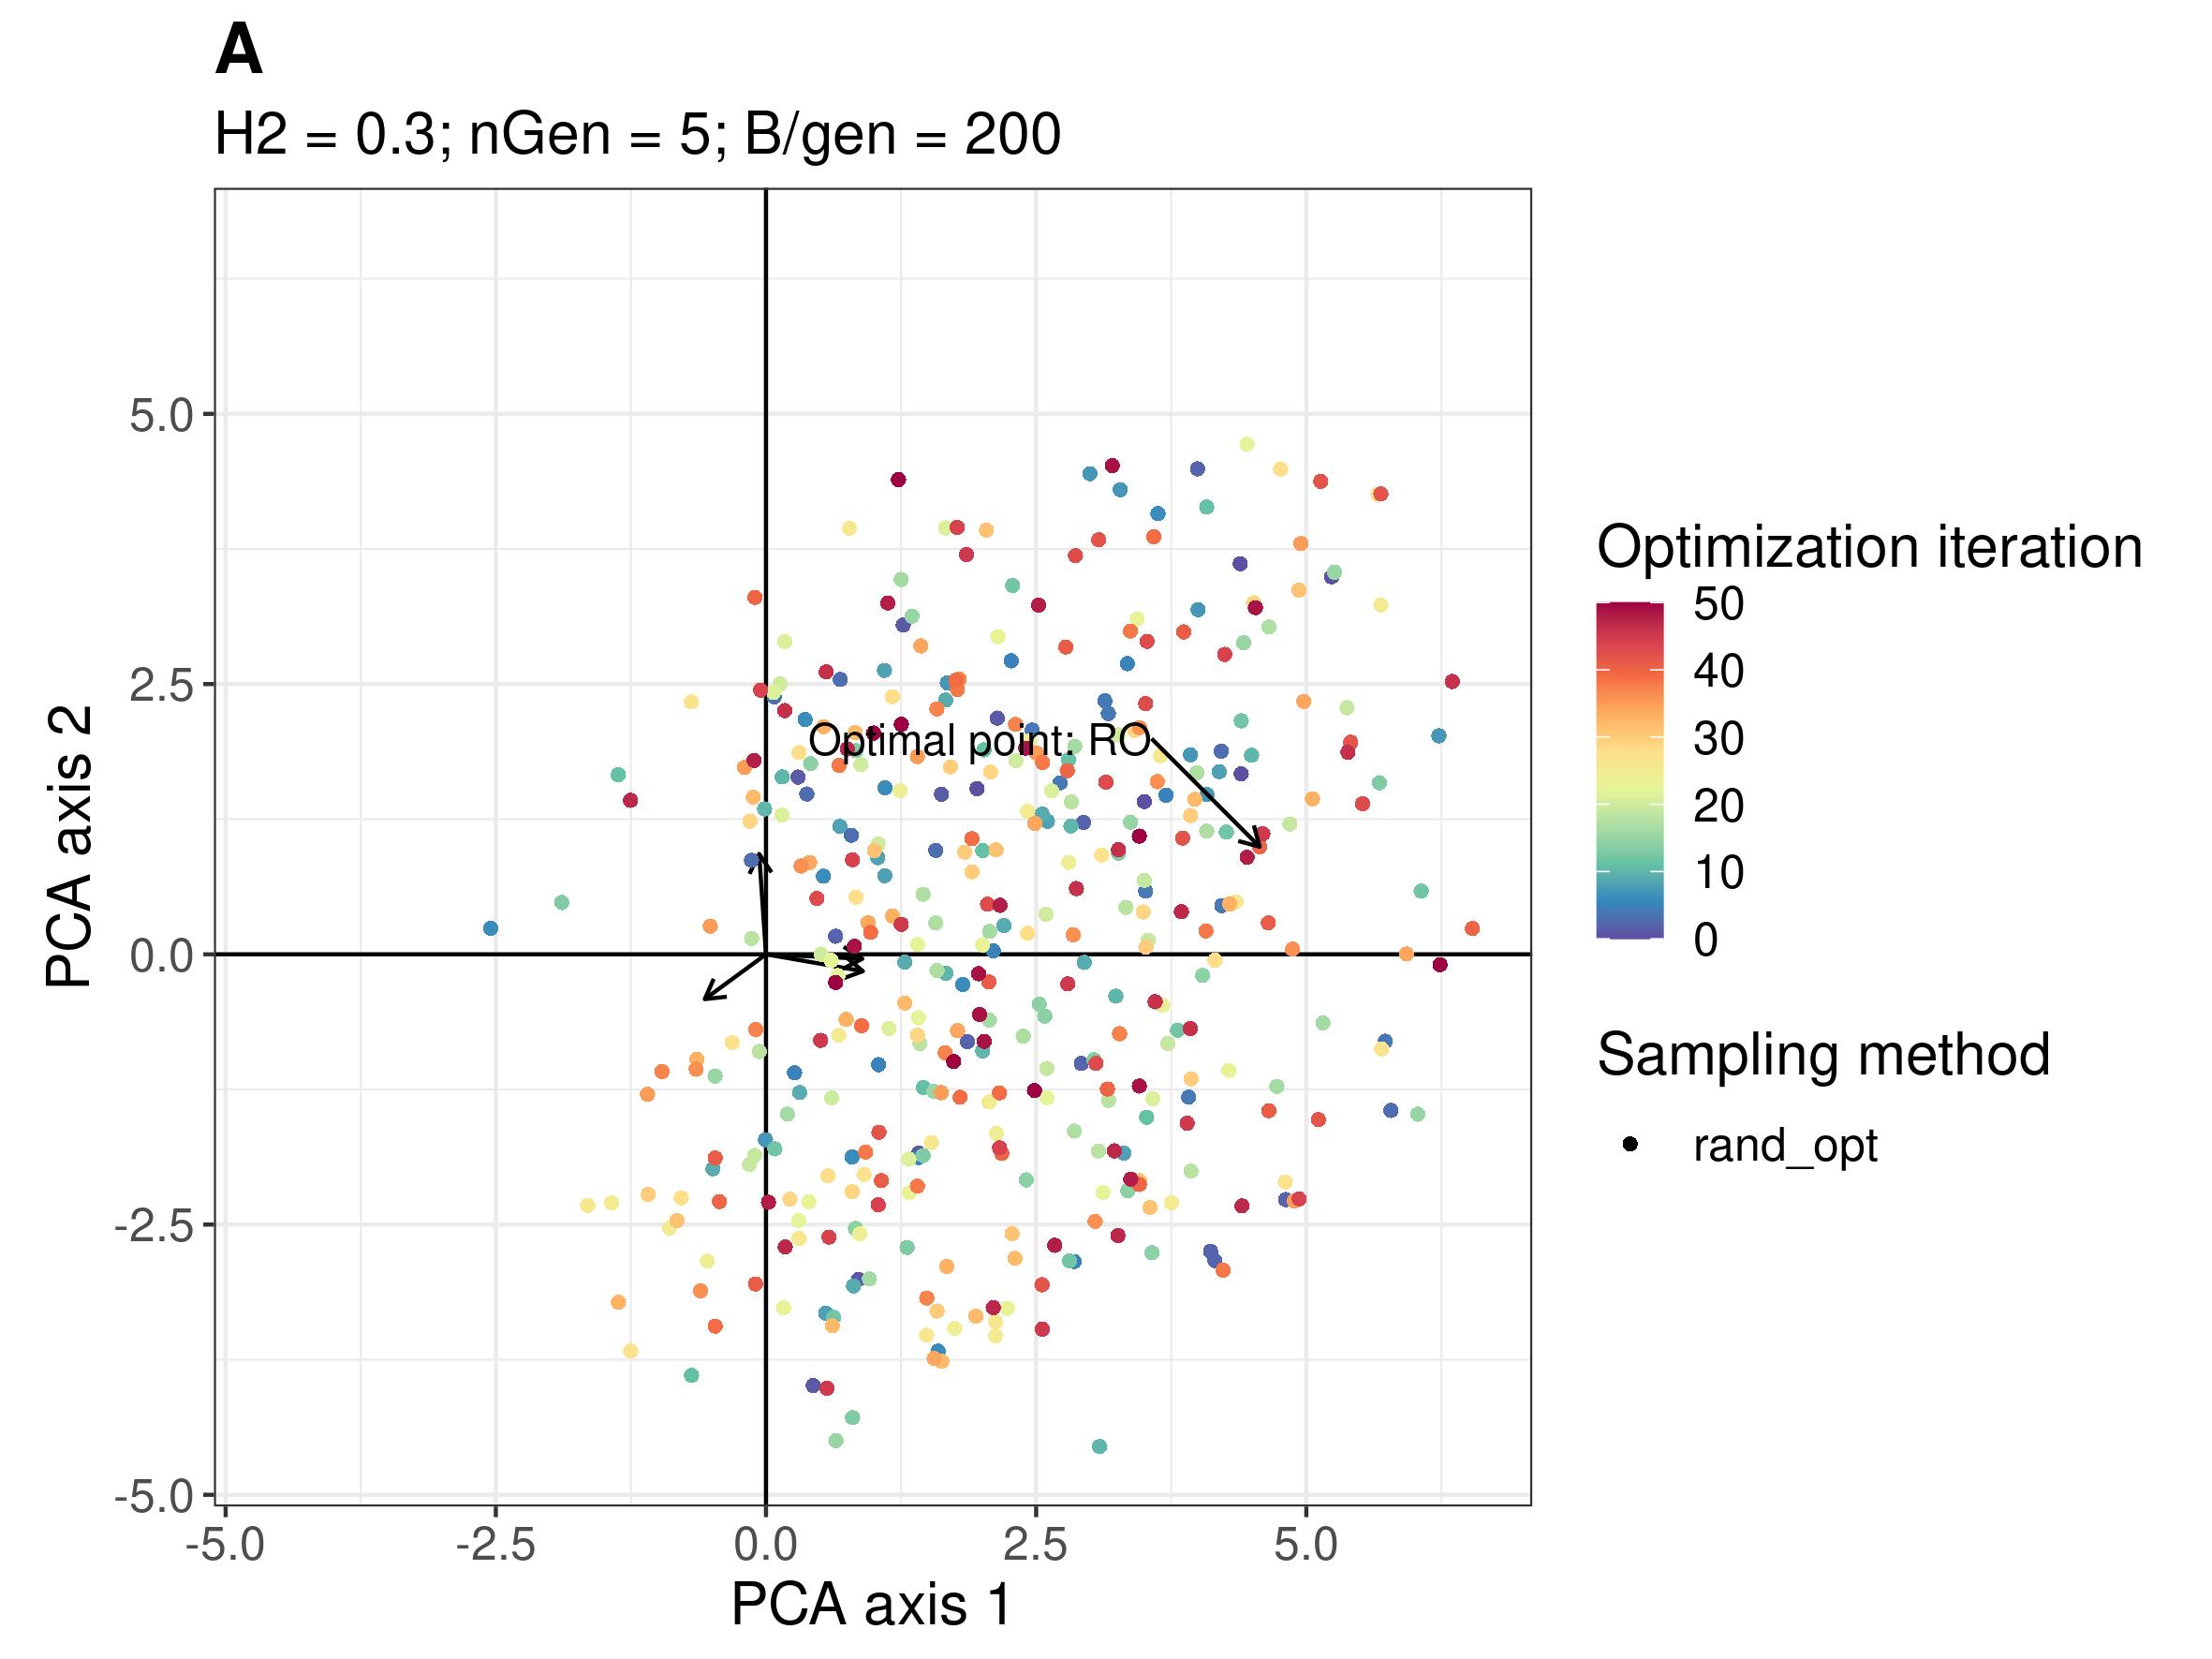 A
H2 = 0.3; nGen = 5; B/gen = 200
PCA axis 2
5.0
2.5
0.0
-2.5
-5.0
Optimal point: RO
-5.0 -2.5 0.0 2.5 5.0
PCA axis 1
Optimization iteration
50
40
30
20
10
0
Sampling method
rand_opt